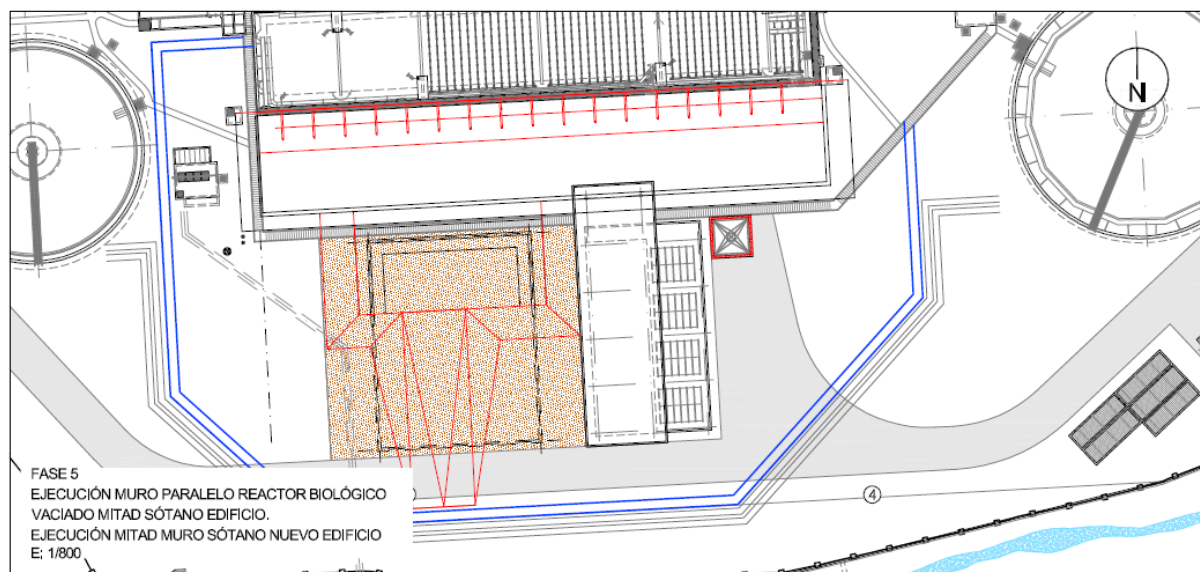 N
4
FASE 5
EJECUCIÓN MURO PARALELO REACTOR BIOLÓGICO
VACIADO MITAD SÓTANO EDIFICIO.
EJECUCIÓN MITAD MURO SÓTANO NUEVO EDIFICIO
E: 1/800